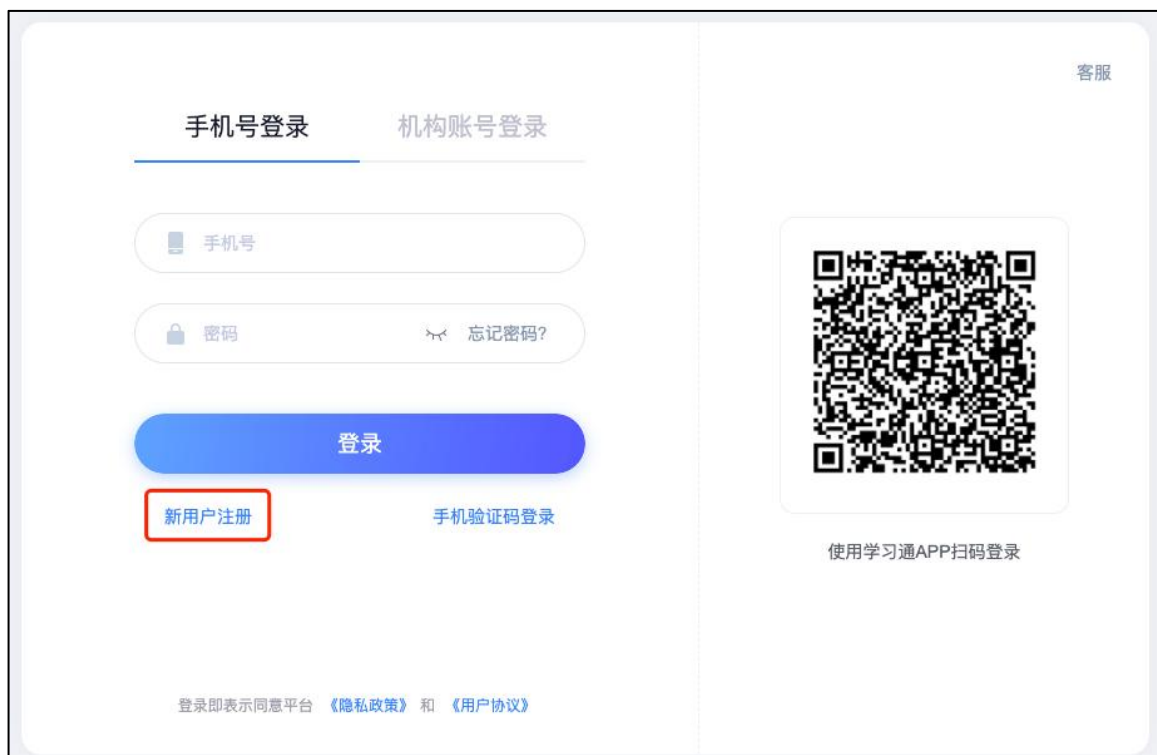 客服
手机号登录 机构账号登录
手机号
密码 忘记密码?
登录
新用户注册 手机验证码登录
使用学习通APP扫码登录
登录即表示同意平台 《隐私政策》 和 《用户协议》